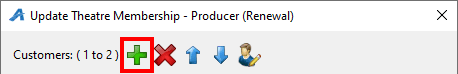 Update Theatre Membership - Producer (Renewal)
Customers: ( 1 to 2 )